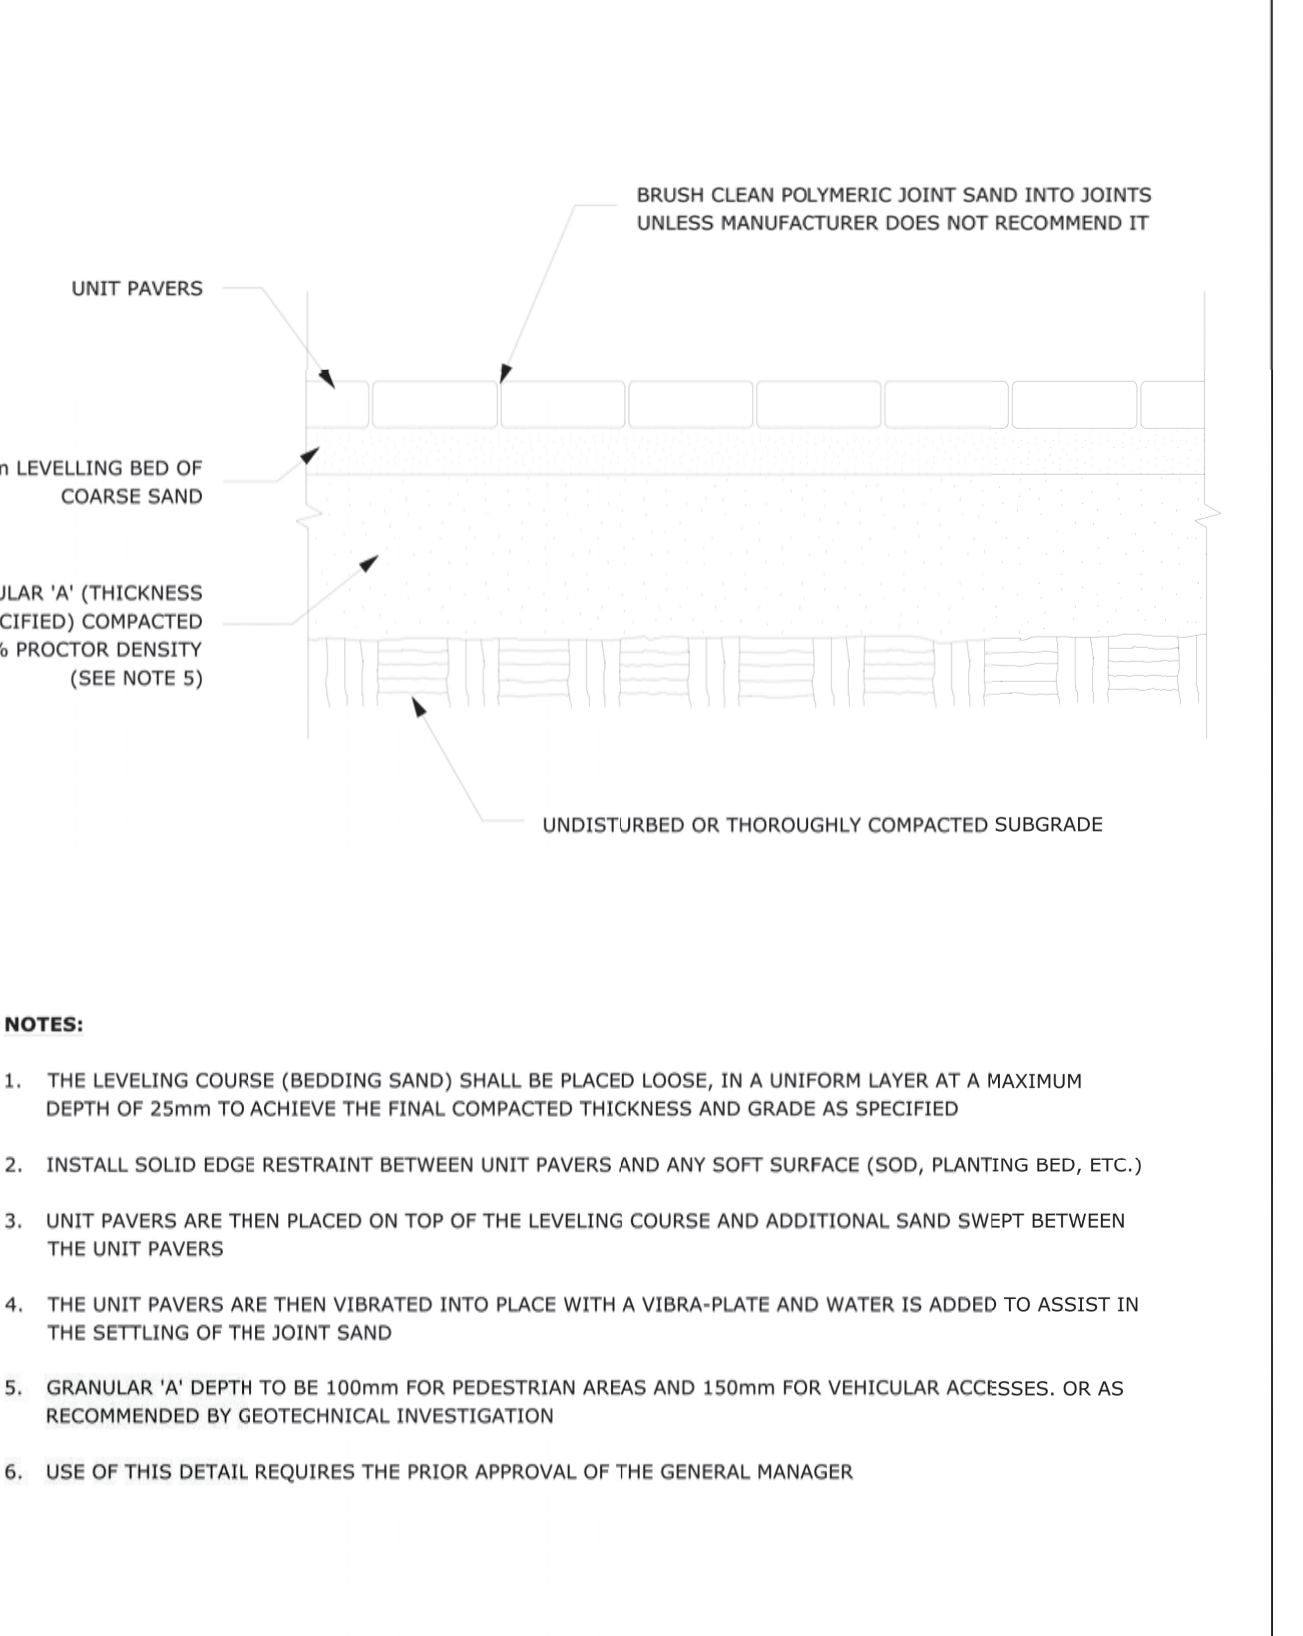 BRUSH CLEAN POLYMERIC JOINT SAND INTO JOINTS
UNLESS MANUFACTURER DOES NOT RECOMMEND IT
UNIT PAVERS
LEVELLING BED OF
COARSE SAND
'A' (THICKNESS
COMPACTED
PROCTOR DENSITY
(SEE NOTE 5)
UNDISTURBED OR THOROUGHLY COMPACTED SUBGRADE
NOTES:
1. THE LEVELING COURSE (BEDDING SAND) SHALL BE PLACED LOOSE, IN A UNIFORM LAYER AT A MAXIMUM
DEPTH OF 25mm TO ACHIEVE THE FINAL COMPACTED THICKNESS AND GRADE AS SPECIFIED
2. INSTALL SOLID EDGE RESTRAINT BETWEEN UNIT PAVERS AND ANY SOFT SURFACE (SOD, PLANTING BED, ETC.)
3. UNIT PAVERS ARE THEN PLACED ON TOP OF THE LEVELING COURSE AND ADDITIONAL SAND SWEPT BETWEEN
THE UNIT PAVERS
4. THE UNIT PAVERS ARE THEN VIBRATED INTO PLACE WITH A VIBRA-PLATE AND WATER IS ADDED TO ASSIST IN
THE SETTLING OF THE JOINT SAND
5. GRANULAR 'A' DEPTH TO BE 100mm FOR PEDESTRIAN AREAS AND 150mm FOR VEHICULAR ACCESSES. OR AS
RECOMMENDED BY GEOTECHNICAL INVESTIGATION
6. USE OF THIS DETAIL REQUIRES THE PRIOR APPROVAL OF THE GENERAL MANAGER